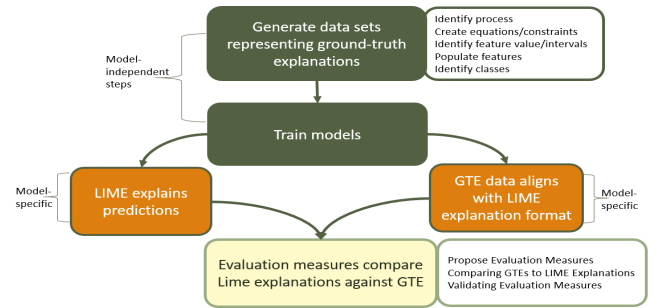 Generate data sets
representing ground-truth
explanations
Identify process
Create equations/constraints
Identify feature value/intervals
Populate features
Identify classes
Model-
independent
steps
Train models
Model-
specific
LIME explains
predictions
GTE data aligns
with LIME
explanation format
Model-
specific
Evaluation measures compare
Lime explanations against GTE
Propose Evaluation Measures
Comparing GTEs to LIME Explanations
Validating Evaluation Measures